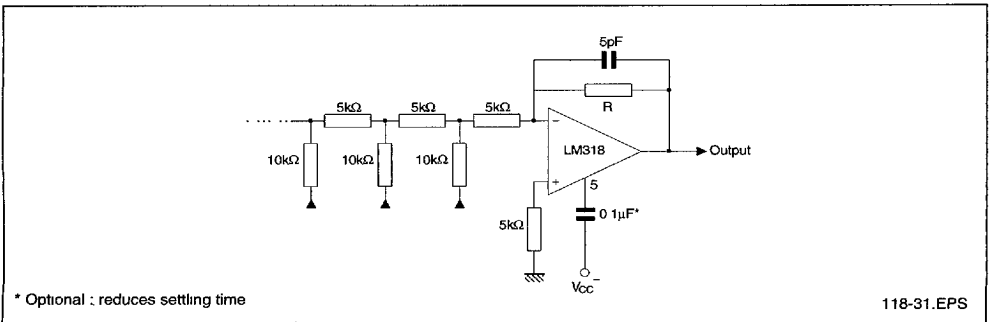 5pF
R
5kΩ 5kΩ 5kΩ
−
LM318
Output
10kΩ 10kΩ 10kΩ
+
5
5kΩ
0 1µF*
Vcc−
* Optional : reduces settling time
118-31.EPS